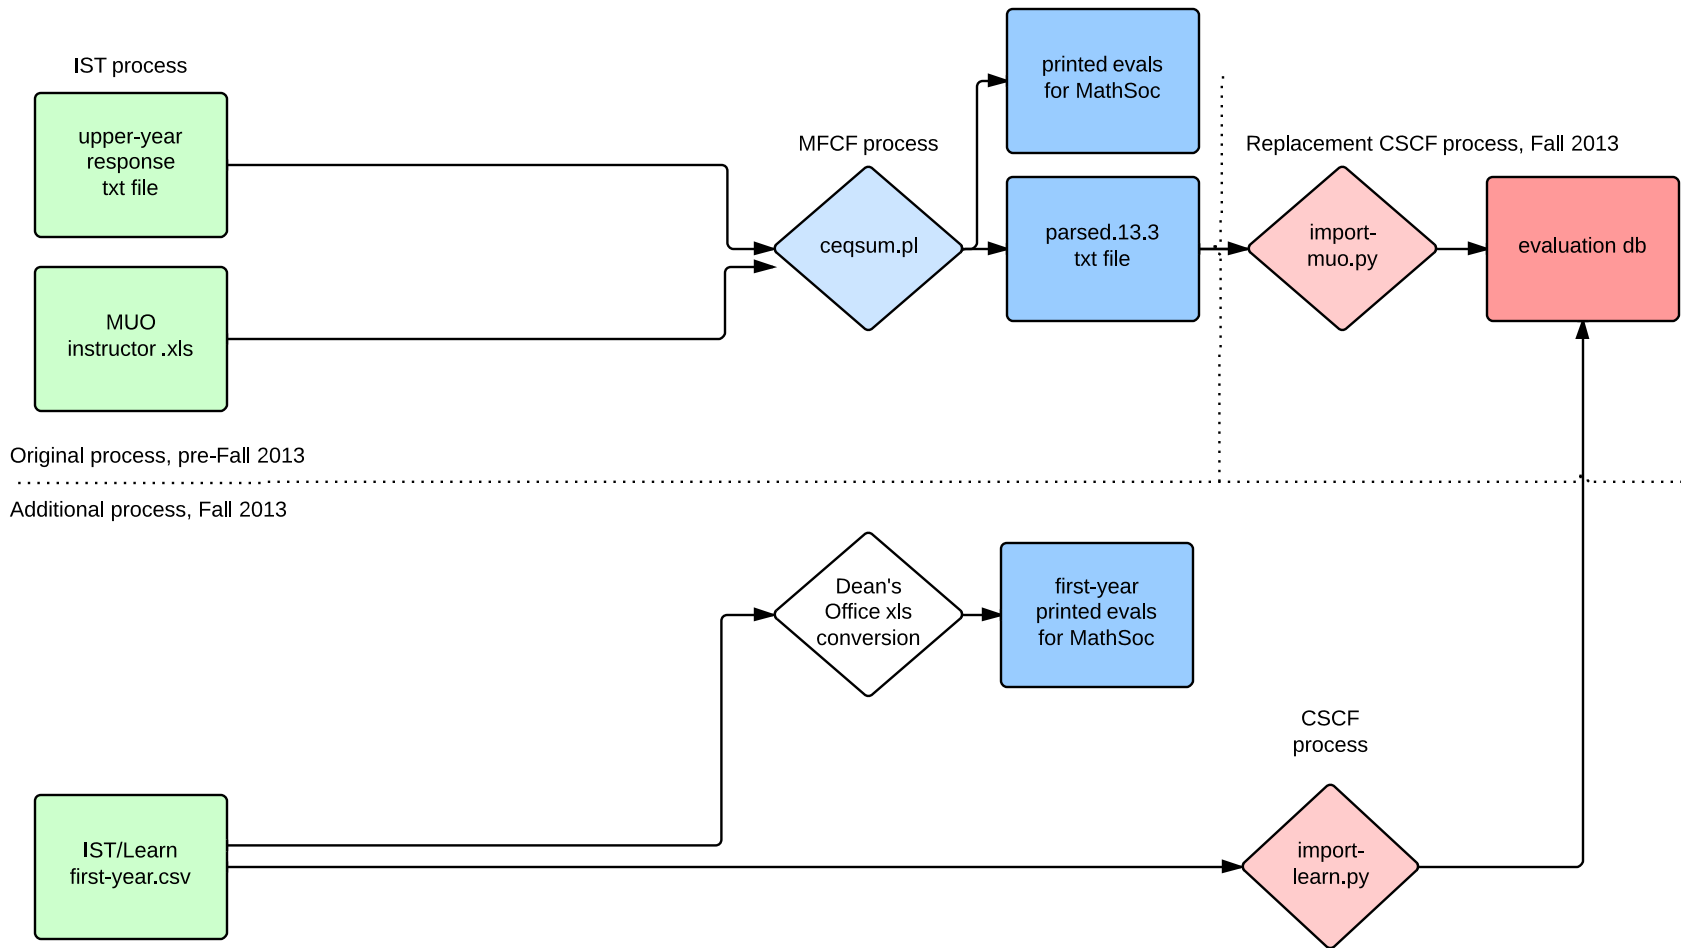 IST process
upper-year
response
txt file
MUO
instructor .xls
MFCF process
ceqsum.pl
printed evals
for MathSoc
parsed.13.3
txt file
Replacement CSCF process, Fall 2013
import-
muo.py
evaluation db
Original process, pre-Fall 2013
Additional process, Fall 2013
Dean's
Office xls
conversion
first-year
printed evals
for MathSoc
CSCF
process
IST/Learn
first-year.csv
import-
learn.py